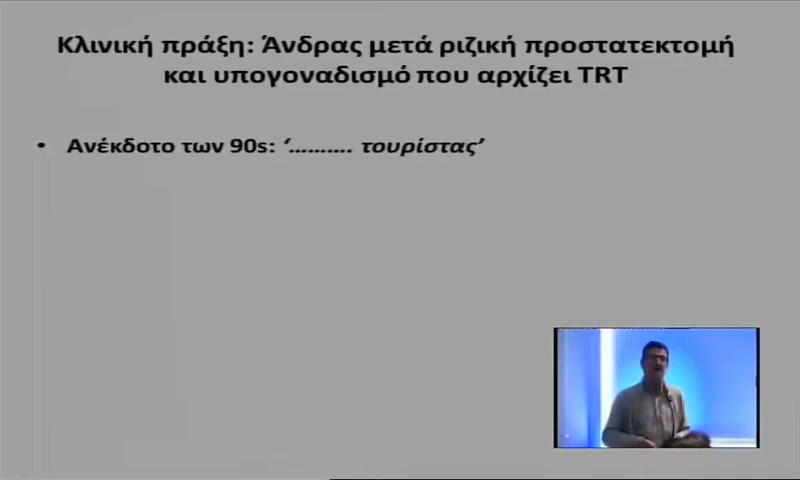 Κλινική πράξη: Άνδρας μετά ριζική προστατεκτομή
και υπογοναδισμό που αρχίζει TRT
• Ανέκδοτο των 90s: ‘………. τουρίστας’